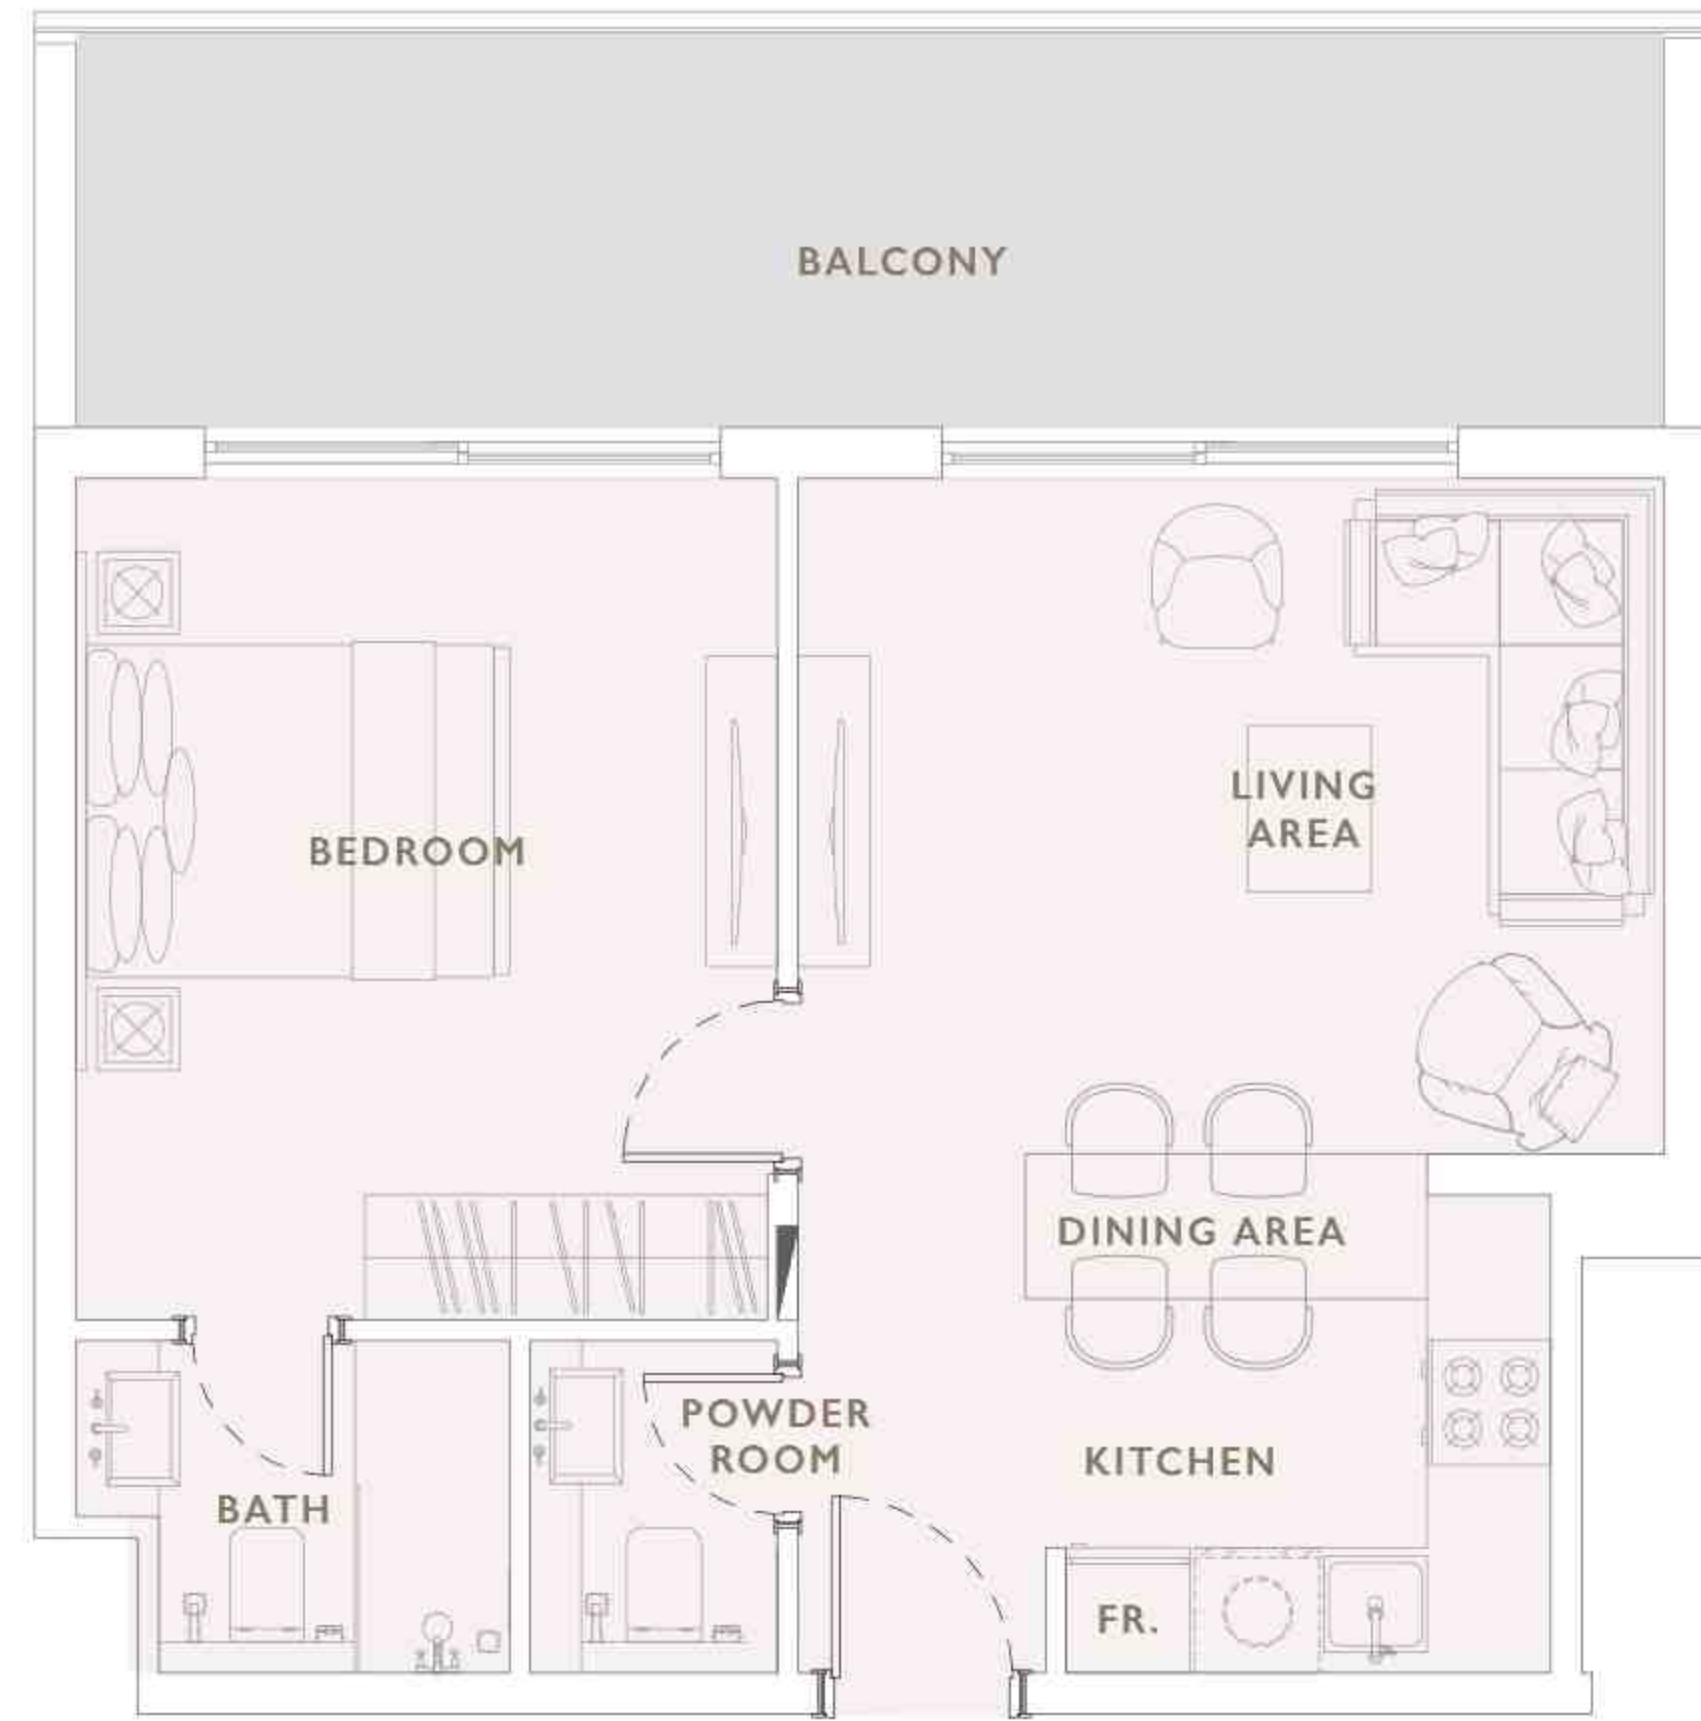 BALCONY
LIVING
AREA
BEDROOM
DINING AREA
POWDER
ROOM
KITCHEN
BATH
FR.